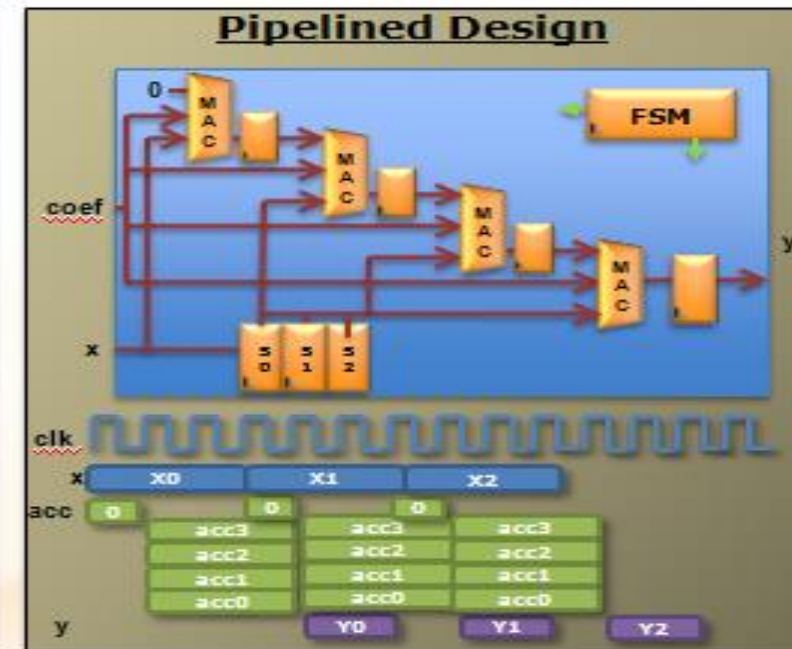 Pipelined Design
0
MAC
FSM
MAC
coef
MAC
y
MAC
x
S0 S1 S2
clk
x X0 X1 X2
acc 0 0 0
acc3 acc3 acc3
acc2 acc2 acc2
acc1 acc1 acc1
acc0 acc0 acc0
y Y0 Y1 Y2